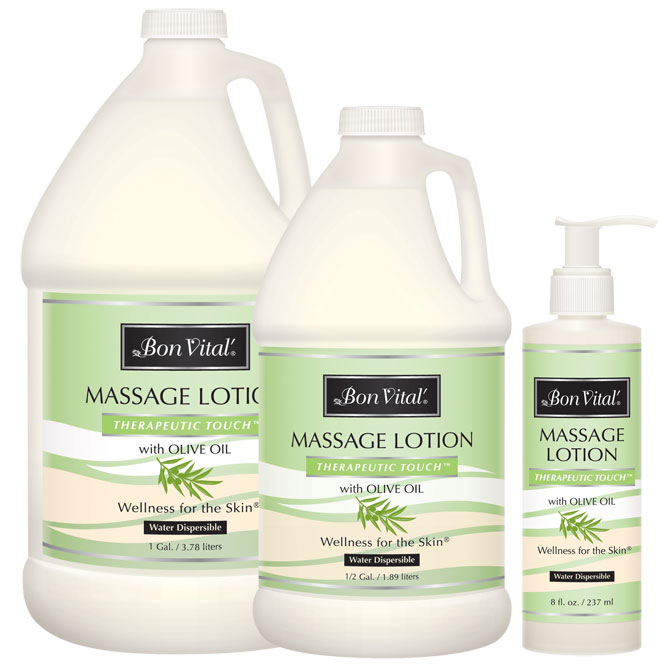 Bon Vital'®
MASSAGE LOTIO
THERAPEUTIC TOUCH™
with OLIVE OIL
Wellness for the Skin®
Water Dispersible
1 Gal. / 3.78 liters
Bon Vital'®
MASSAGE LOTION
THERAPEUTIC TOUCH™
with OLIVE OIL
Wellness for the Skin®
Water Dispersible
1/2 Gal. / 1.89 liters
Bon Vital'®
MASSAGE
LOTION
THERAPEUTIC TOUCH™
with OLIVE OIL
Wellness for the Skin®
Water Dispersible
8 fl. oz. / 237 ml